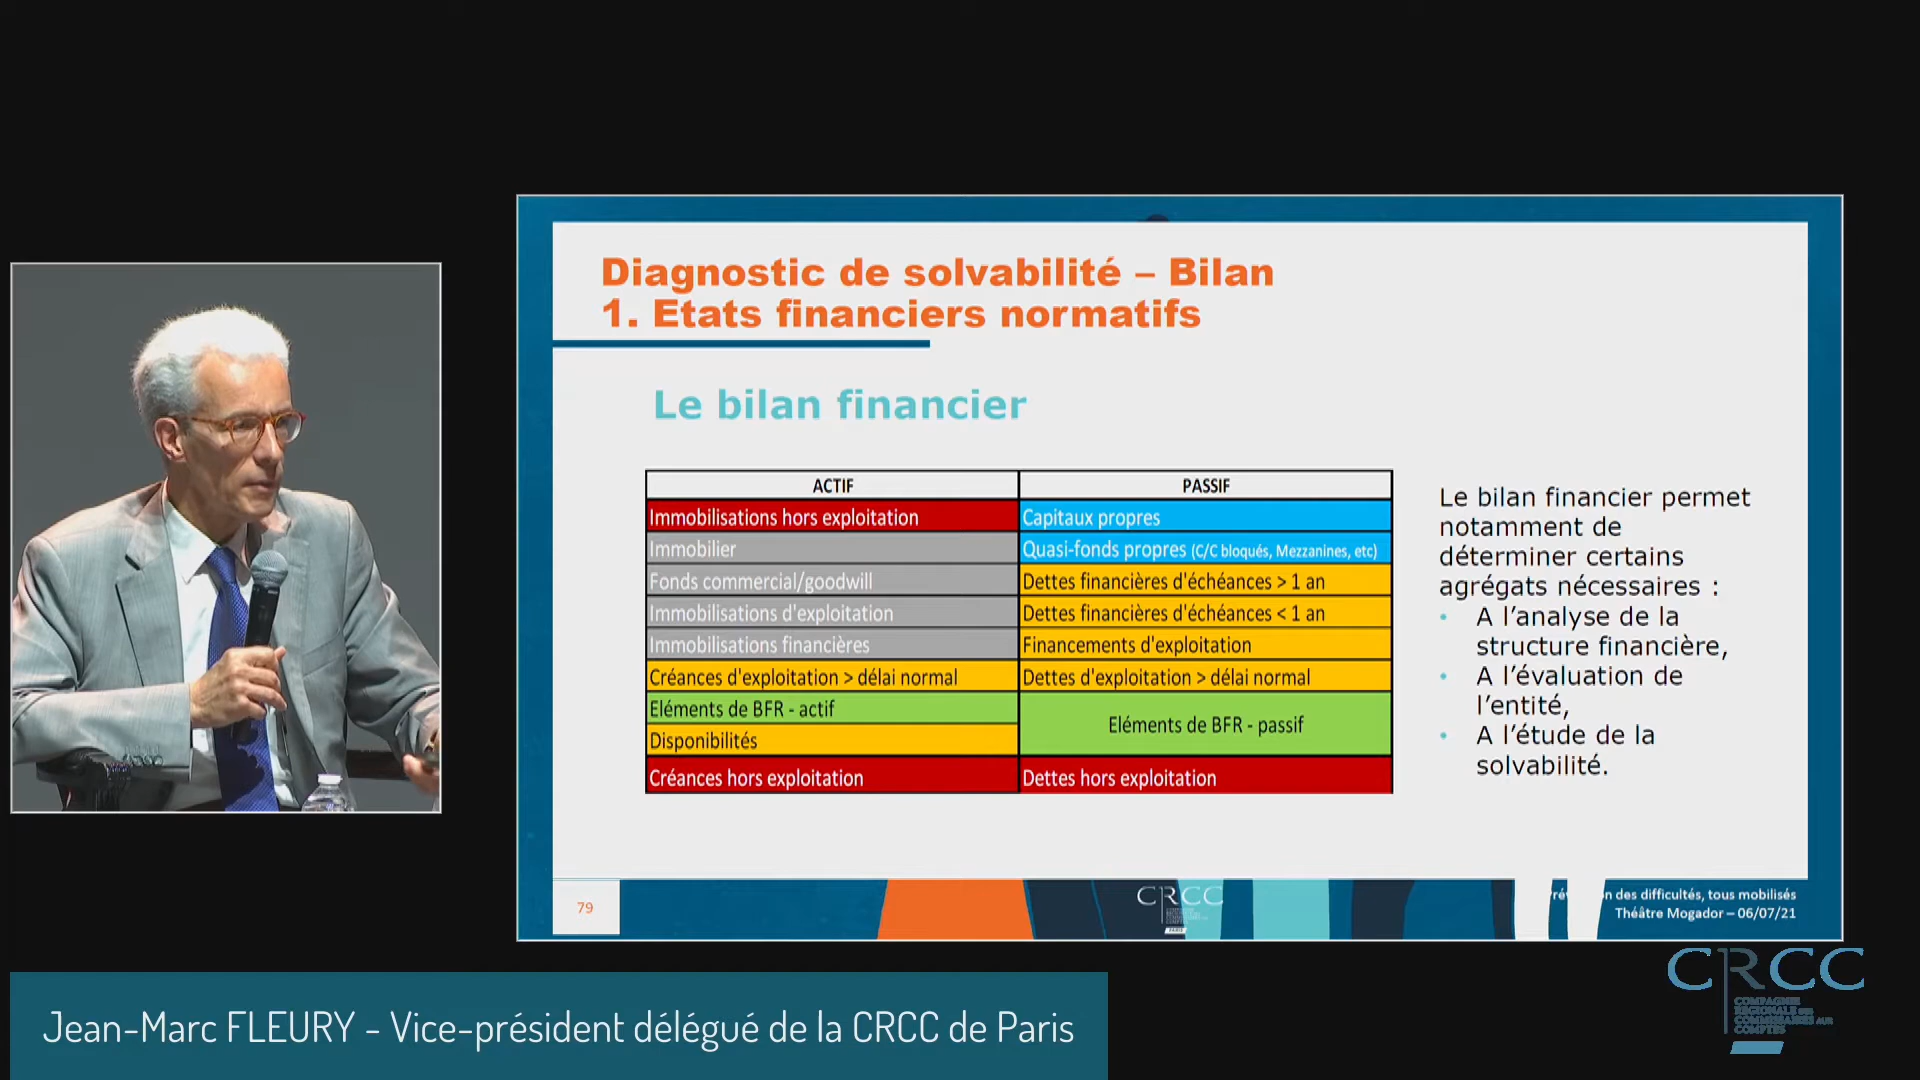 Diagnostic de solvabilité – Bilan
1. Etats financiers normatifs
Le bilan financier
ACTIF PASSIF
Immobilisations hors exploitation Capitaux propres
Immobilier Quasi-fonds propres (C/C bloqués, Mezzanines, etc)
Fonds commercial/goodwill Dettes financières d'échéances > 1 an
Immobilisations d'exploitation Dettes financières d'échéances < 1 an
Immobilisations financières Financements d'exploitation
Créances d'exploitation > délai normal Dettes d'exploitation > délai normal
Eléments de BFR - actif
Eléments de BFR - passif
Disponibilités
Créances hors exploitation Dettes hors exploitation
Le bilan financier permet
notamment de
déterminer certains
agrégats nécessaires :
• A l’analyse de la
structure financière,
• A l’évaluation de
l’entité,
• A l’étude de la
solvabilité.
79
CRCC
des difficultés, tous mobilisés
Théâtre Mogador – 06/07/21
CRCC
COMPAGNIE
REGIONALE DES
COMMISSAIRES AUX
COMPTES
Jean-Marc FLEURY - Vice-président délégué de la CRCC de Paris